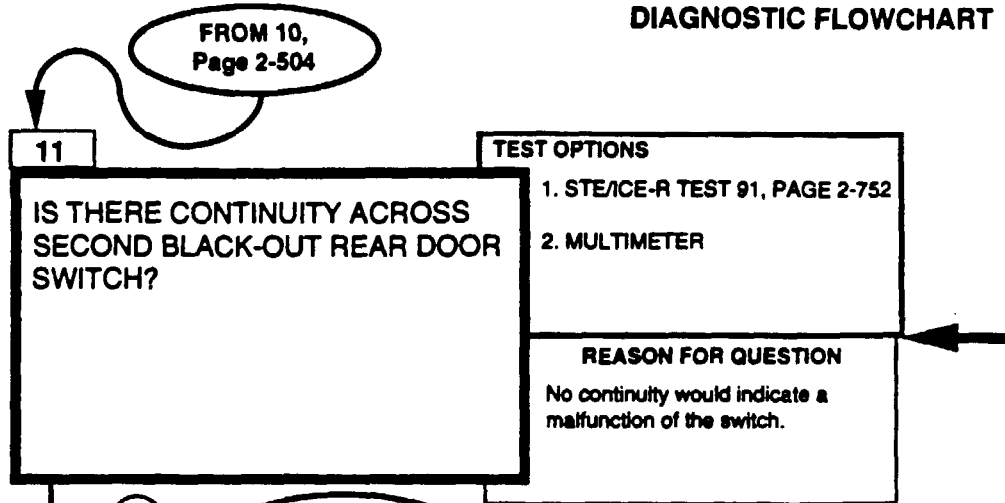 DIAGNOSTIC FLOWCHART
FROM 10,
Page 2-504
11
IS THERE CONTINUITY ACROSS
SECOND BLACK-OUT REAR DOOR
SWITCH?
TEST OPTIONS
1. STE/ICE-R TEST 91, PAGE 2-752
2. MULTIMETER
REASON FOR QUESTION
No continuity would indicate a
malfunction of the switch.